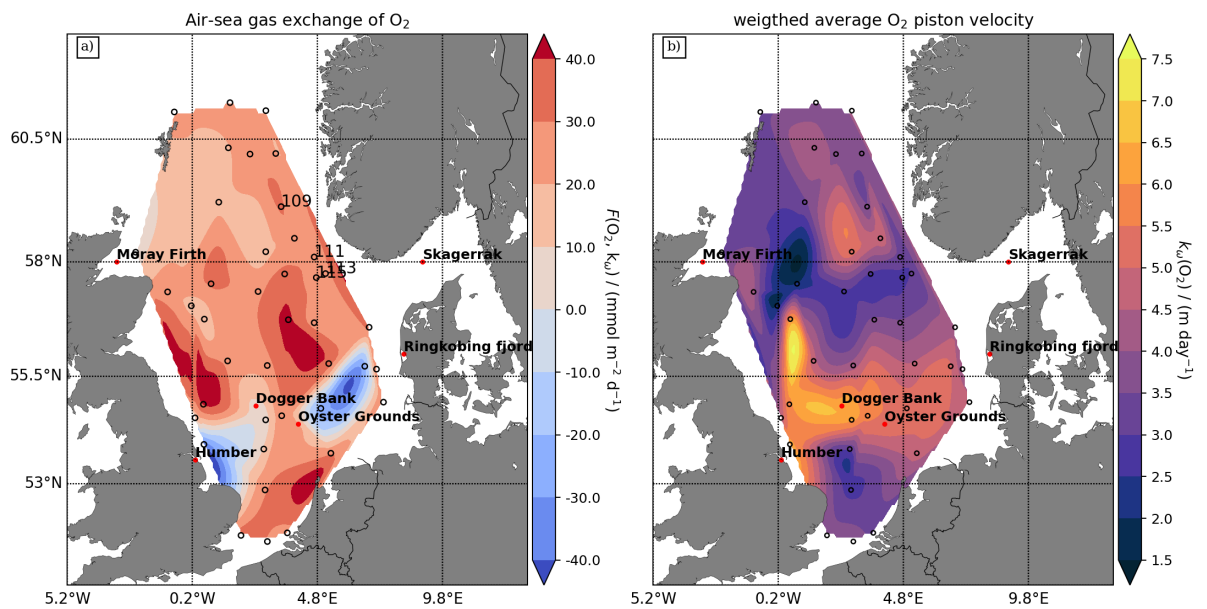 Air-sea gas exchange of O₂
a)
60.5°N
58°N
55.5°N
53°N
5.2°W
0.2°W
4.8°E
9.8°E
109
111
113
115
Moray Firth
Skagerrak
Ringkobing fjord
Dogger Bank
Oyster Grounds
Humber
40.0
30.0
20.0
10.0
0.0
-10.0
-20.0
-30.0
-40.0
F(O₂, kω) / (mmol m⁻² d⁻¹)
weigthed average O₂ piston velocity
b)
5.2°W
0.2°W
4.8°E
9.8°E
Moray Firth
Skagerrak
Ringkobing fjord
Dogger Bank
Oyster Grounds
Humber
7.5
7.0
6.5
6.0
5.5
5.0
4.5
4.0
3.5
3.0
2.5
2.0
1.5
kω(O₂) / (m day⁻¹)